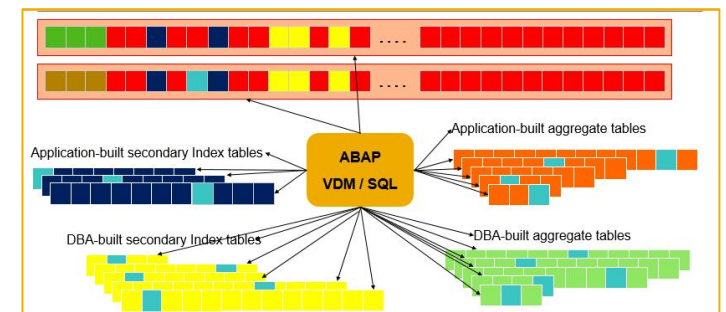 . . . .
. . . .
Application-built aggregate tables
Application-built secondary Index tables
ABAP
VDM / SQL
DBA-built secondary Index tables
DBA-built aggregate tables